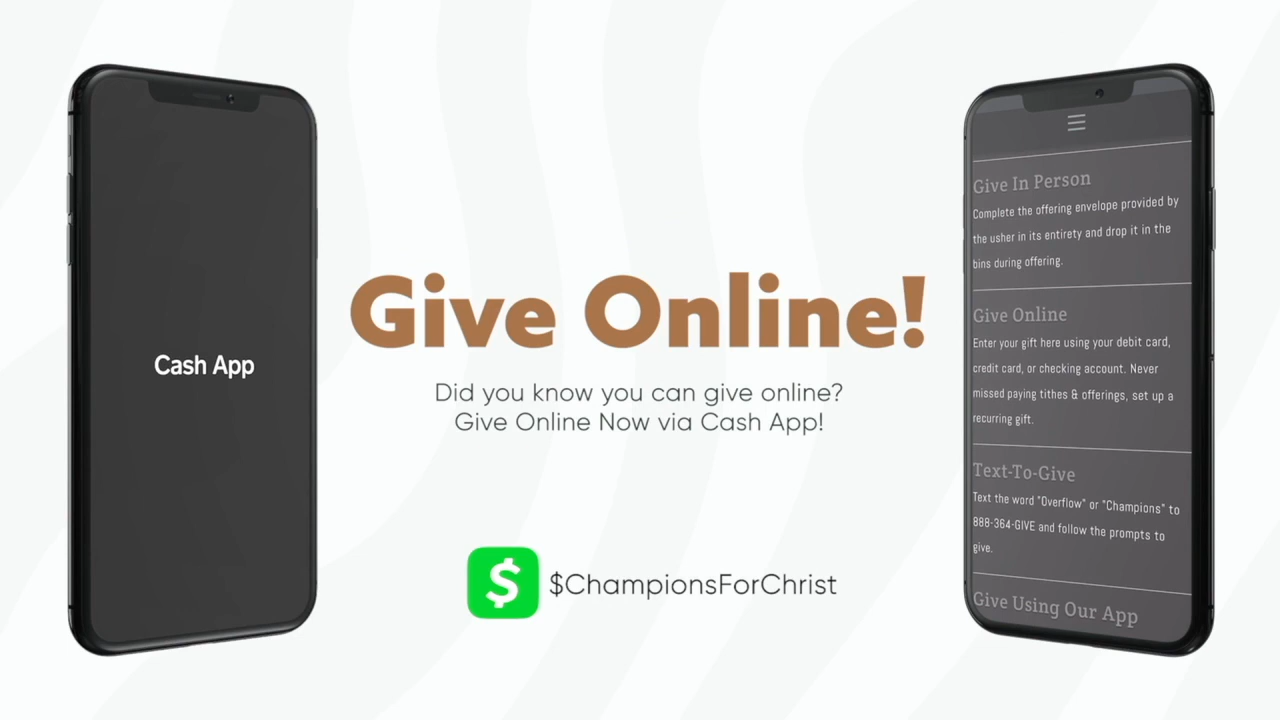 Cash App
Give Online!
Did you know you can give online?
Give Online Now via Cash App!
$
$ChampionsForChrist
Give In Person
Complete the offering envelope provided by
the usher in its entirety and drop it in the
bins during offering.
Give Online
Enter your gift here using your debit card,
credit card, or checking account. Never
missed paying tithes & offerings, set up a
recurring gift.
Text-To-Give
Text the word "Overflow" or "Champions" to
888-364-GIVE and follow the prompts to
give.
Give Using Our App